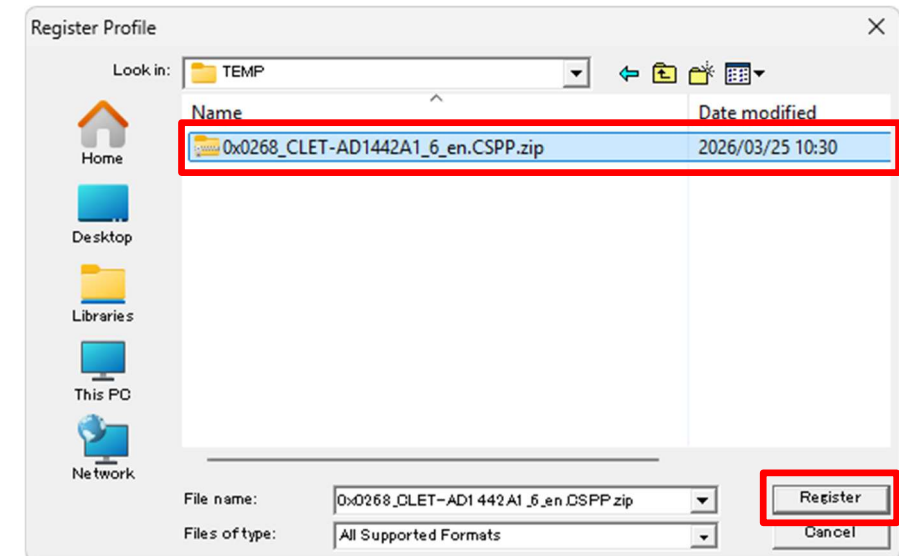 Register Profile
Look in: TEMP
Name Date modified
0x0268_CLET-AD1442A1_6_en.CSPP.zip 2026/03/25 10:30
Home
Desktop
Libraries
This PC
Network
File name: 0x0268_CLET-AD1442A1_6_en.CSPP.zip Register
Files of type: All Supported Formats Cancel